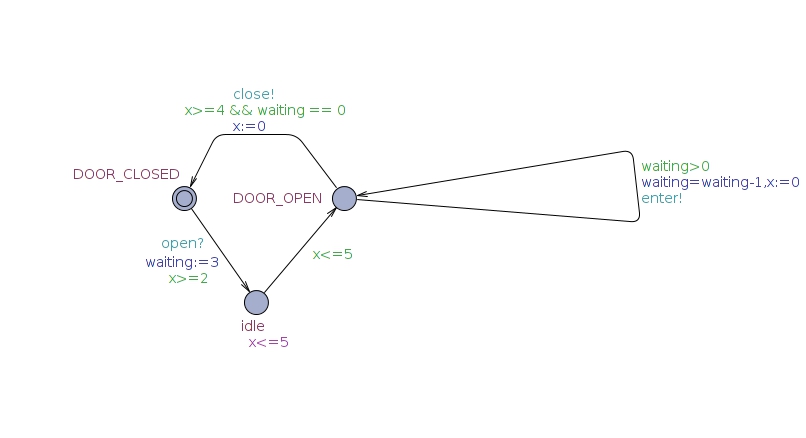 close!
x>=4 && waiting == 0
x:=0
DOOR_CLOSED
DOOR_OPEN
waiting>0
waiting=waiting-1,x:=0
enter!
open?
waiting:=3
x>=2
x<=5
idle
x<=5